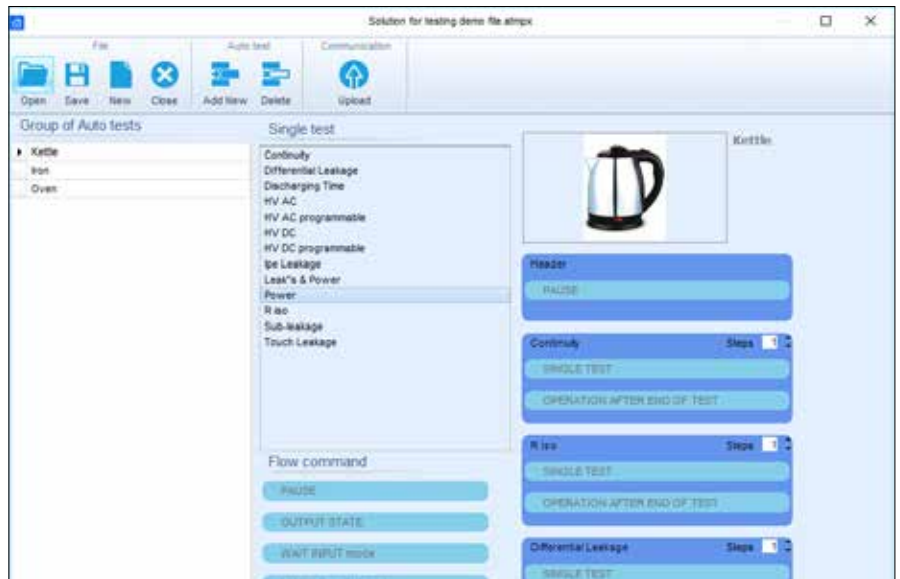 Solution for testing demo file.atmpx
File
Auto test
Communication
Open
Save
New
Close
Add New
Delete
Upload
Group of Auto tests
Kettle
Iron
Oven
Single test
Continuity
Differential Leakage
Discharging Time
HV AC
HV AC programmable
HV DC
HV DC programmable
Ipe Leakage
Leak"s & Power
Power
R iso
Sub-leakage
Touch Leakage
Flow command
PAUSE
OUTPUT STATE
WAIT INPUT mode
Kettle
Header
PAUSE
Continuity Steps 1
SINGLE TEST
OPERATION AFTER END OF TEST
R iso Steps 1
SINGLE TEST
OPERATION AFTER END OF TEST
Differential Leakage Steps 1
SINGLE TEST